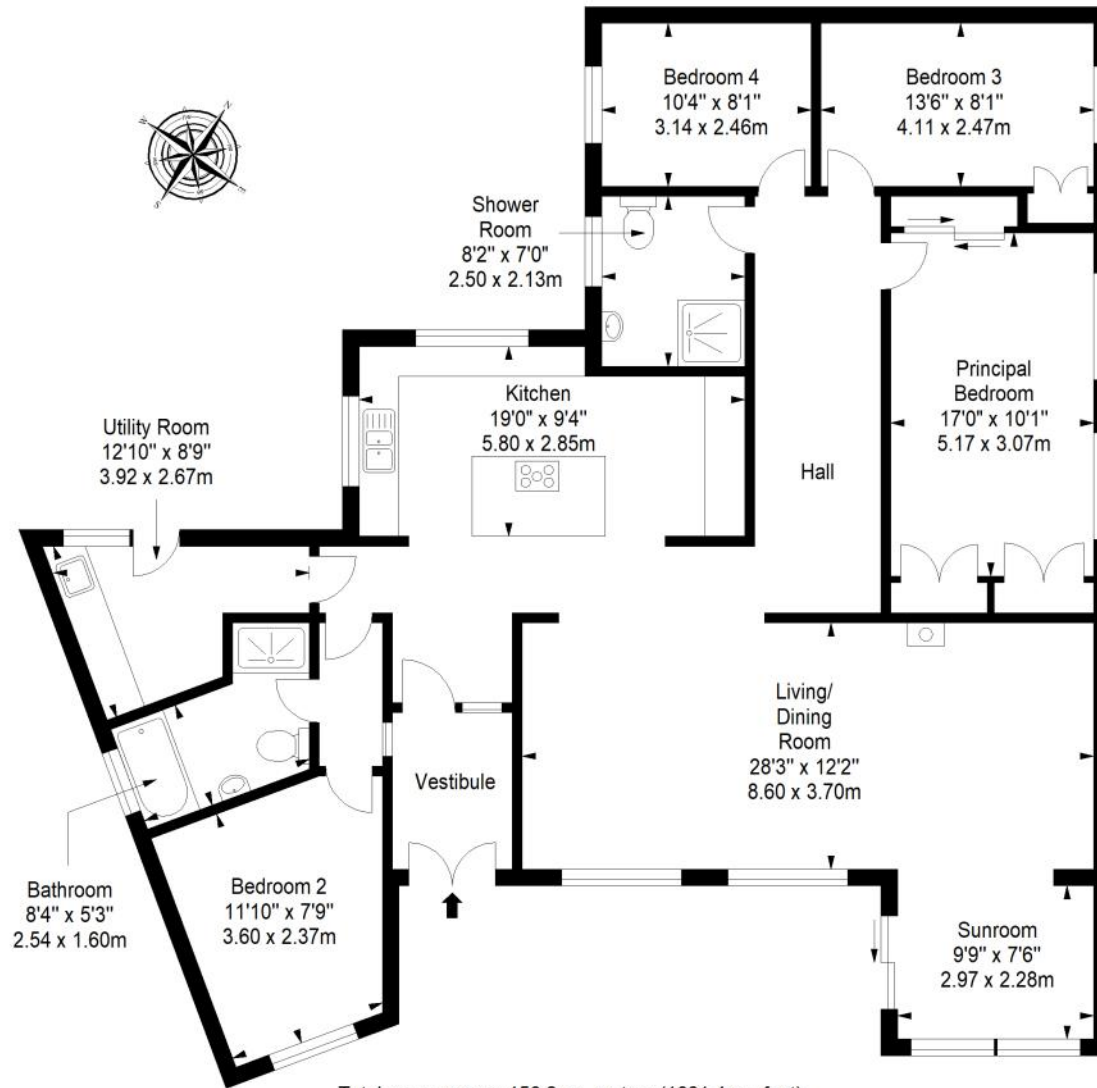 Bedroom 4
10'4" x 8'1"
3.14 x 2.46m
Bedroom 3
13'6" x 8'1"
4.11 x 2.47m
N
W
E
S
Shower
Room
8'2" x 7'0"
2.50 x 2.13m
Kitchen
19'0" x 9'4"
5.80 x 2.85m
Principal
Bedroom
17'0" x 10'1"
5.17 x 3.07m
Utility Room
12'10" x 8'9"
3.92 x 2.67m
Hall
Living/
Dining
Room
28'3" x 12'2"
8.60 x 3.70m
Vestibule
Bathroom
8'4" x 5'3"
2.54 x 1.60m
Bedroom 2
11'10" x 7'9"
3.60 x 2.37m
Sunroom
9'9" x 7'6"
2.97 x 2.28m